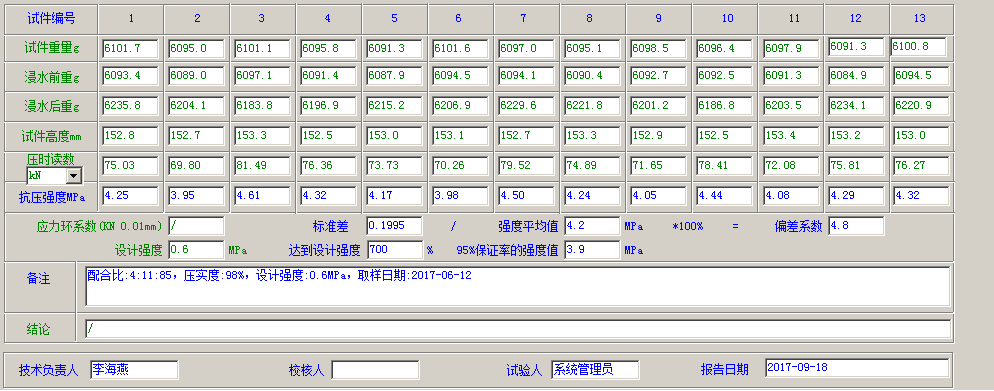 试件编号 1 2 3 4 5 6 7 8 9 10 11 12 13
试件重量g 6101.7 6095.0 6101.1 6095.8 6091.3 6101.6 6097.0 6095.1 6098.5 6096.4 6097.9 6091.3 6100.8
浸水前重g 6093.4 6089.0 6097.1 6091.4 6087.9 6094.5 6094.1 6090.4 6092.7 6092.5 6091.3 6084.9 6094.5
浸水后重g 6235.8 6204.1 6183.8 6196.9 6215.2 6206.9 6229.6 6221.8 6201.2 6186.8 6203.5 6234.1 6220.9
试件高度mm 152.8 152.7 153.3 152.5 153.0 153.1 152.7 153.3 152.9 152.5 153.4 153.2 153.0
压时读数 kN 75.03 69.80 81.49 76.36 73.73 70.26 79.52 74.89 71.65 78.41 72.08 75.81 76.27
抗压强度MPa 4.25 3.95 4.61 4.32 4.17 3.98 4.50 4.24 4.05 4.44 4.08 4.29 4.32
应力环系数(KN 0.01mm) / 标准差 0.1995 / 强度平均值 4.2 MPa *100% = 偏差系数 4.8
设计强度 0.6 MPa 达到设计强度 700 % 95%保证率的强度值 3.9 MPa
备注 配合比:4:11:85, 压实度:98%, 设计强度:0.6MPa, 取样日期:2017-06-12
结论 /
技术负责人 李海燕 校核人 试验人 系统管理员 报告日期 2017-09-18